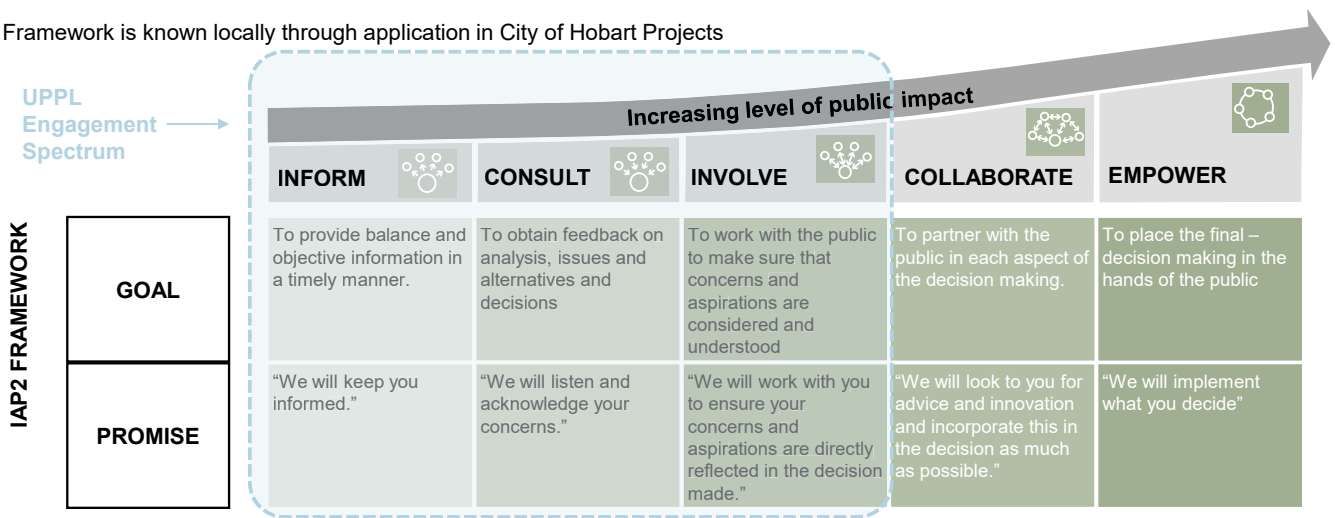 Framework is known locally through application in City of Hobart Projects
UPPL
Engagement
Spectrum
Increasing level of public impact
INFORM
CONSULT
INVOLVE
COLLABORATE
EMPOWER
IAP2 FRAMEWORK
GOAL
To provide balance and
objective information in
a timely manner.
To obtain feedback on
analysis, issues and
alternatives and
decisions
To work with the public
to make sure that
concerns and
aspirations are
considered and
understood
To partner with the
public in each aspect of
the decision making.
To place the final –
decision making in the
hands of the public
PROMISE
“We will keep you
informed.”
“We will listen and
acknowledge your
concerns.”
“We will work with you
to ensure your
concerns and
aspirations are directly
reflected in the decision
made.”
“We will look to you for
advice and innovation
and incorporate this in
the decision as much
as possible.”
“We will implement
what you decide”